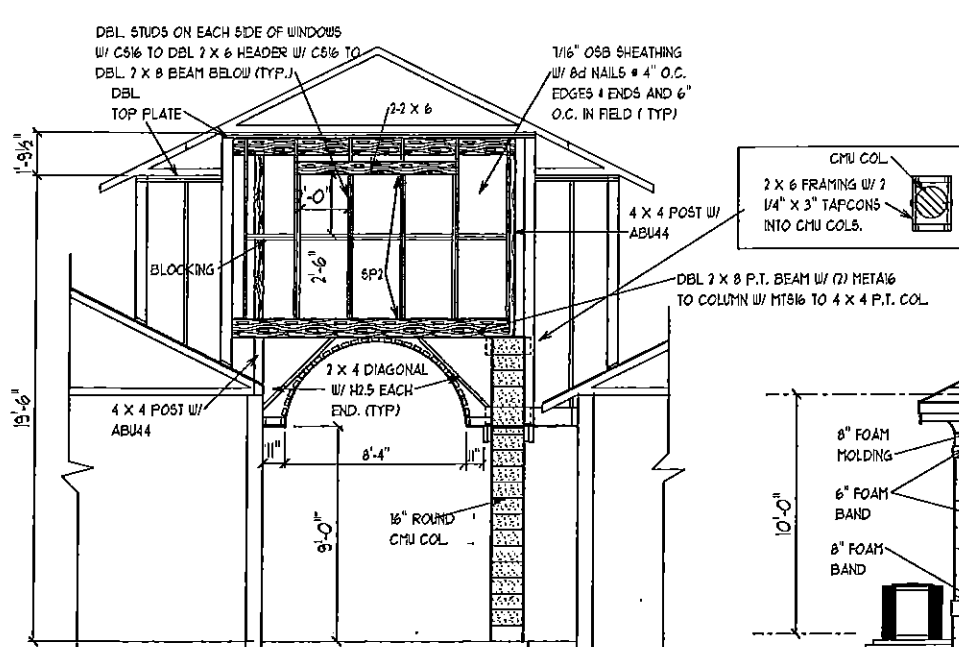 DBL. STUDS ON EACH SIDE OF WINDOWS
W/ CS16 TO DBL 2 X 6 HEADER W/ CS16 TO
DBL. 2 X 8 BEAM BELOW (TYP.)
DBL
TOP PLATE
2-2 X 6
7/16" OSB SHEATHING
W/ 8d NAILS @ 4" O.C.
EDGES & ENDS AND 6"
O.C. IN FIELD ( TYP)
1'-9½"
CMU COL.
2 X 6 FRAMING W/ 2
1/4" X 3" TAPCONS
INTO CMU COLS.
4 X 4 POST W/
ABU44
BLOCKING
2'-6"
SP2
DBL 2 X 8 P.T. BEAM W/ (2) META16
TO COLUMN W/ MTS16 TO 4 X 4 P.T. COL.
2 X 4 DIAGONAL
W/ H2.5 EACH
END. (TYP)
4 X 4 POST W/
ABU44
19'-6"
11"
8'-4"
11"
9'-0"
16" ROUND
CMU COL.
10'-0"
8" FOAM
MOLDING
6" FOAM
BAND
8" FOAM
BAND